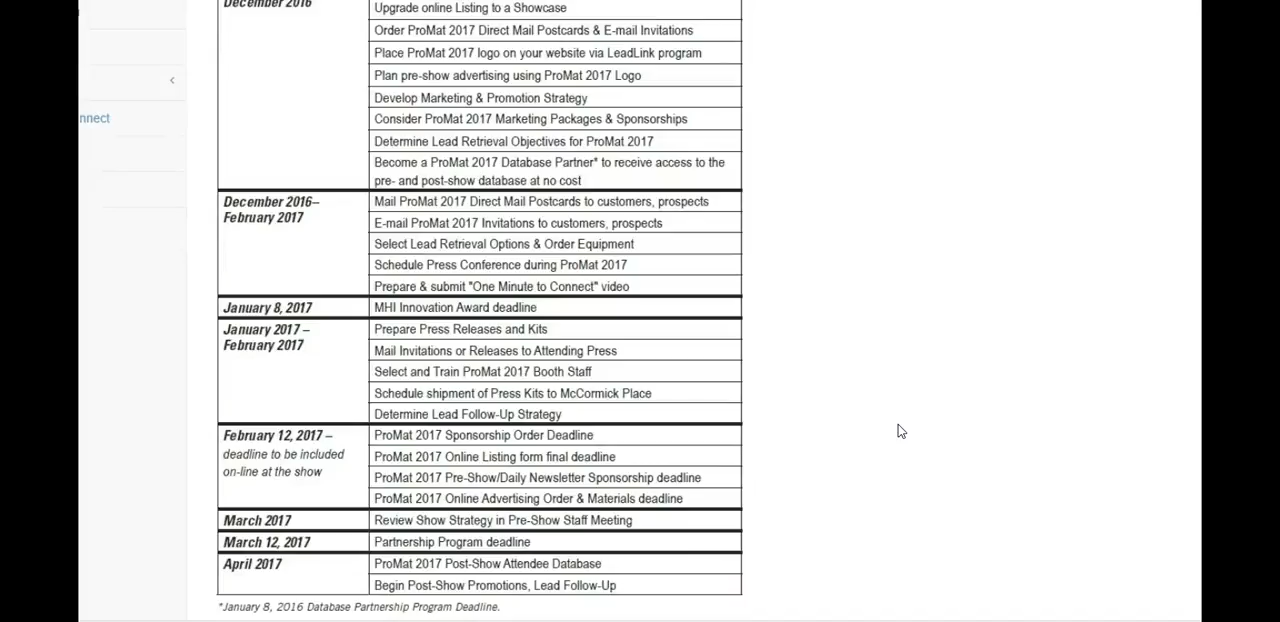 December 2016
Upgrade online Listing to a Showcase
Order ProMat 2017 Direct Mail Postcards & E-mail Invitations
Place ProMat 2017 logo on your website via LeadLink program
Plan pre-show advertising using ProMat 2017 Logo
Develop Marketing & Promotion Strategy
nnect
Consider ProMat 2017 Marketing Packages & Sponsorships
Determine Lead Retrieval Objectives for ProMat 2017
Become a ProMat 2017 Database Partner* to receive access to the
pre- and post-show database at no cost
December 2016–
February 2017
Mail ProMat 2017 Direct Mail Postcards to customers, prospects
E-mail ProMat 2017 Invitations to customers, prospects
Select Lead Retrieval Options & Order Equipment
Schedule Press Conference during ProMat 2017
Prepare & submit "One Minute to Connect" video
January 8, 2017
MHI Innovation Award deadline
January 2017 –
February 2017
Prepare Press Releases and Kits
Mail Invitations or Releases to Attending Press
Select and Train ProMat 2017 Booth Staff
Schedule shipment of Press Kits to McCormick Place
Determine Lead Follow-Up Strategy
February 12, 2017 –
deadline to be included
on-line at the show
ProMat 2017 Sponsorship Order Deadline
ProMat 2017 Online Listing form final deadline
ProMat 2017 Pre-Show/Daily Newsletter Sponsorship deadline
ProMat 2017 Online Advertising Order & Materials deadline
March 2017
Review Show Strategy in Pre-Show Staff Meeting
March 12, 2017
Partnership Program deadline
April 2017
ProMat 2017 Post-Show Attendee Database
Begin Post-Show Promotions, Lead Follow-Up
*January 8, 2016 Database Partnership Program Deadline.